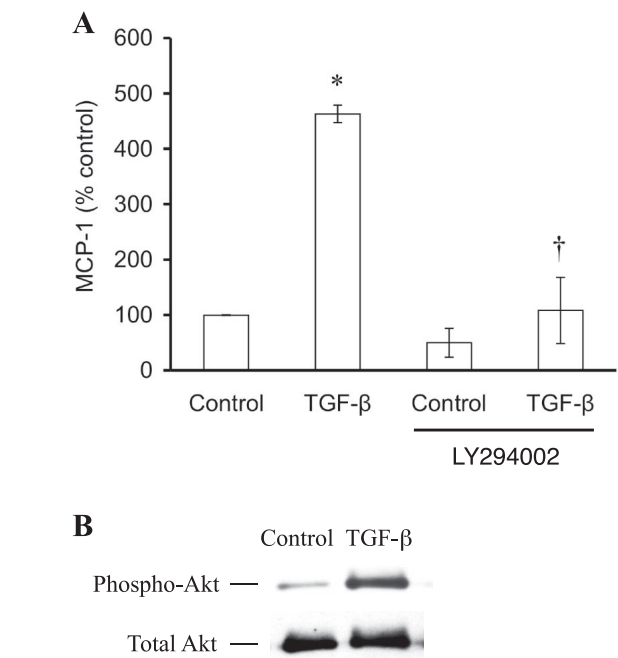 A
600
500
400
300
200
100
0
MCP-1 (% control)
*
†
Control TGF-β Control TGF-β
LY294002
B
Control TGF-β
Phospho-Akt
Total Akt